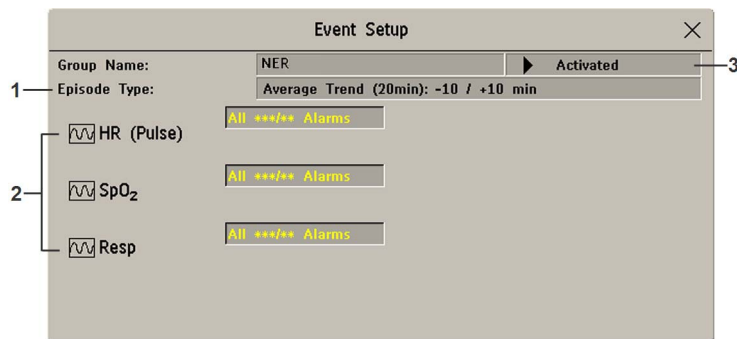 Event Setup
Group Name: NER Activated 3
1 Episode Type: Average Trend (20min): -10 / +10 min
All ***/** Alarms
HR (Pulse)
All ***/** Alarms
2 SpO₂
All ***/** Alarms
Resp